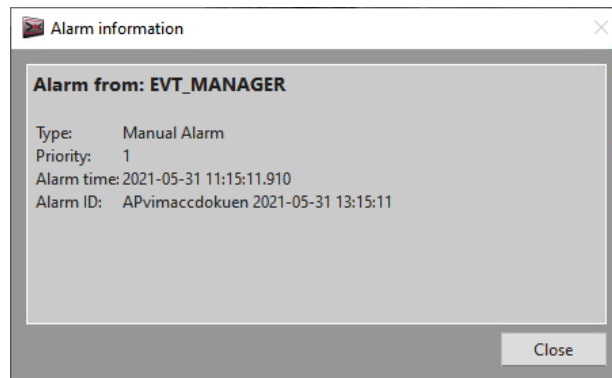 Alarm information
Alarm from: EVT_MANAGER
Type: Manual Alarm
Priority: 1
Alarm time: 2021-05-31 11:15:11.910
Alarm ID: APvimaccdokuen 2021-05-31 13:15:11
Close